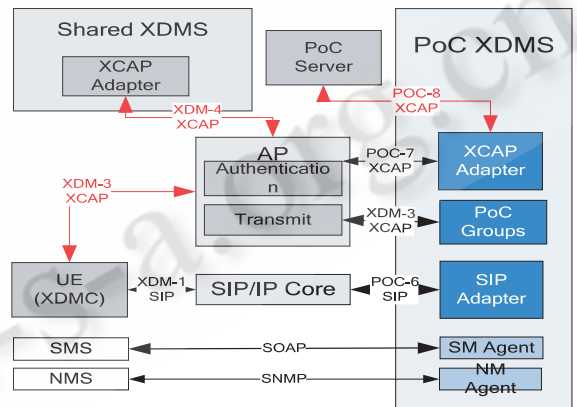 Shared XDMS
XCAP
Adapter
PoC
Server
PoC XDMS
XDM-4
XCAP
POC-8
XCAP
AP
Authenticatio
n
Transmit
POC-7
XCAP
XCAP
Adapter
XDM-3
XCAP
XDM-3
XCAP
PoC
Groups
UE
(XDMC)
XDM-1
SIP
SIP/IP Core
POC-6
SIP
SIP
Adapter
SMS
SOAP
SM Agent
NMS
SNMP
NM
Agent
s-a.org.cn